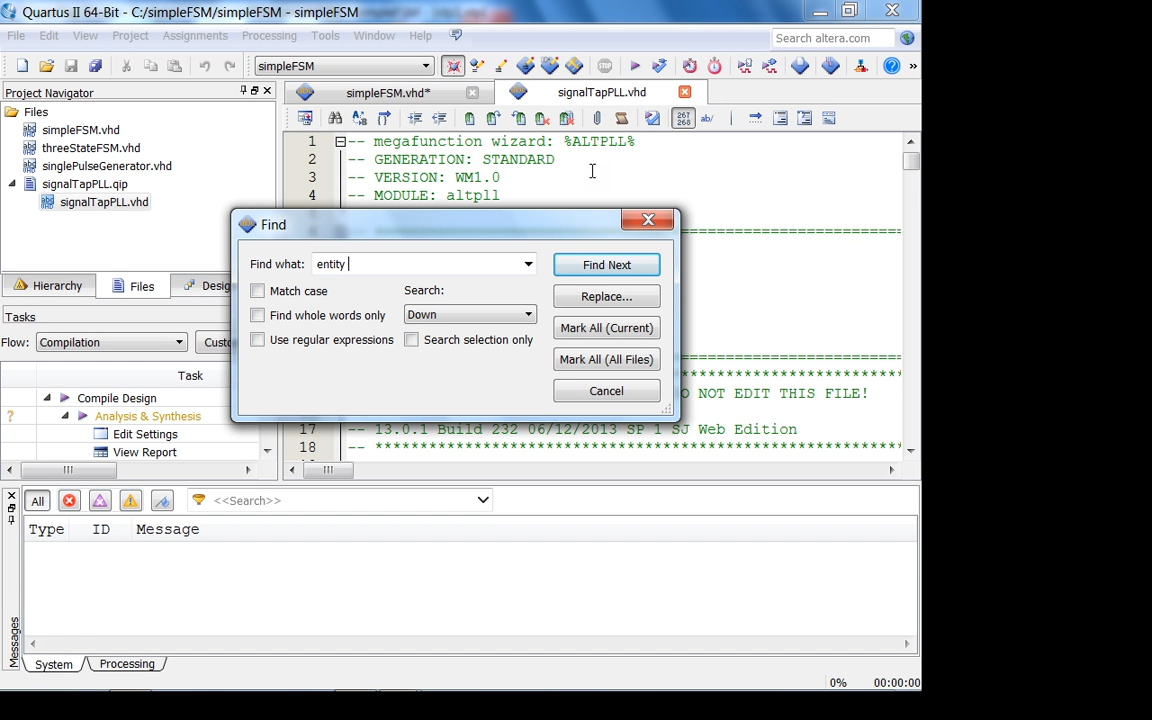 Quartus II 64-Bit - C:/simpleFSM/simpleFSM - simpleFSM
File Edit View Project Assignments Processing Tools Window Help
Search altera.com
simpleFSM
»
Project Navigator
simpleFSM.vhd*
signalTapPLL.vhd
Files
simpleFSM.vhd
threeStateFSM.vhd
singlePulseGenerator.vhd
signalTapPLL.qip
signalTapPLL.vhd
267
268
ab/
1 -- megafunction wizard: %ALTPLL%
2 -- GENERATION: STANDARD
3 -- VERSION: WM1.0
4 -- MODULE: altpll
Find
Find what: entity
Find Next
Match case
Search:
Replace...
Find whole words only
Down
Mark All (Current)
Use regular expressions
Search selection only
Mark All (All Files)
Cancel
Hierarchy
Files
Tasks
Flow: Compilation
Task
Compile Design
? Analysis & Synthesis
Edit Settings
View Report
O NOT EDIT THIS FILE!
17 -- 13.0.1 Build 232 06/12/2013 SP 1 SJ Web Edition
18 -- ******************************************
All
<<Search>>
Type ID Message
Messages
System
Processing
0% 00:00:00